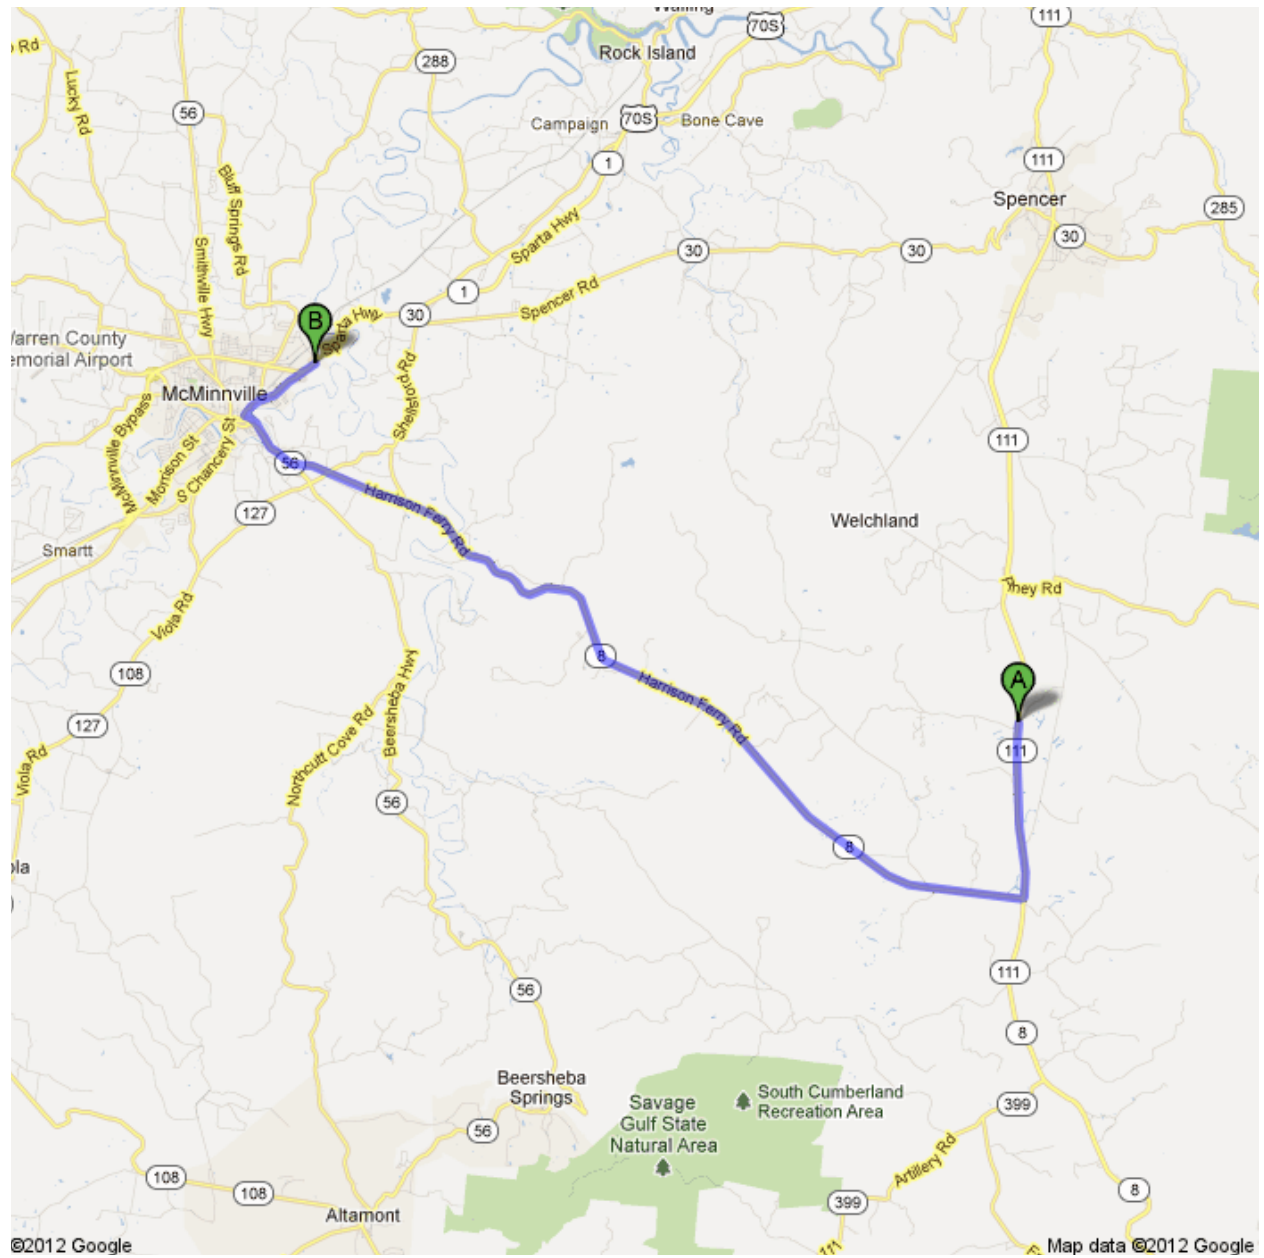 Rock Island
70S
111
Rd
288
Lucky Rd
56
Campaign
70S
Bone Cave
1
111
Bluff Springs Rd
Spencer
285
Sparta Hwy
30
30
30
Smithville Hwy
1
Spencer Rd
B
Sparta Hwy
30
McMinnville
Shellsford Rd
McMinnville Bypass
Morrison St
S Chancery St
111
56
Harrison Ferry Rd
127
Welchland
Smartt
Piney Rd
Viola Rd
8
108
Beersheba Hwy
Harrison Ferry Rd
A
127
Northcutt Cove Rd
111
Viola Rd
56
8
111
56
8
Beersheba
Springs
Savage
Gulf State
Natural Area
South Cumberland
Recreation Area
399
56
Artillery Rd
108
108
8
399
Altamont
111
©2012 Google
Map data ©2012 Google